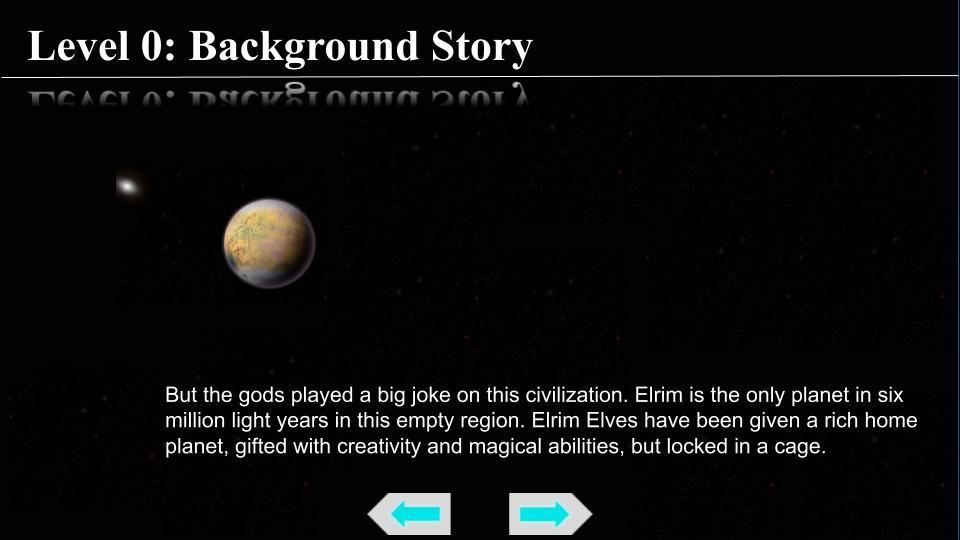 Level 0: Background Story
But the gods played a big joke on this civilization. Elrim is the only planet in six
million light years in this empty region. Elrim Elves have been given a rich home
planet, gifted with creativity and magical abilities, but locked in a cage.